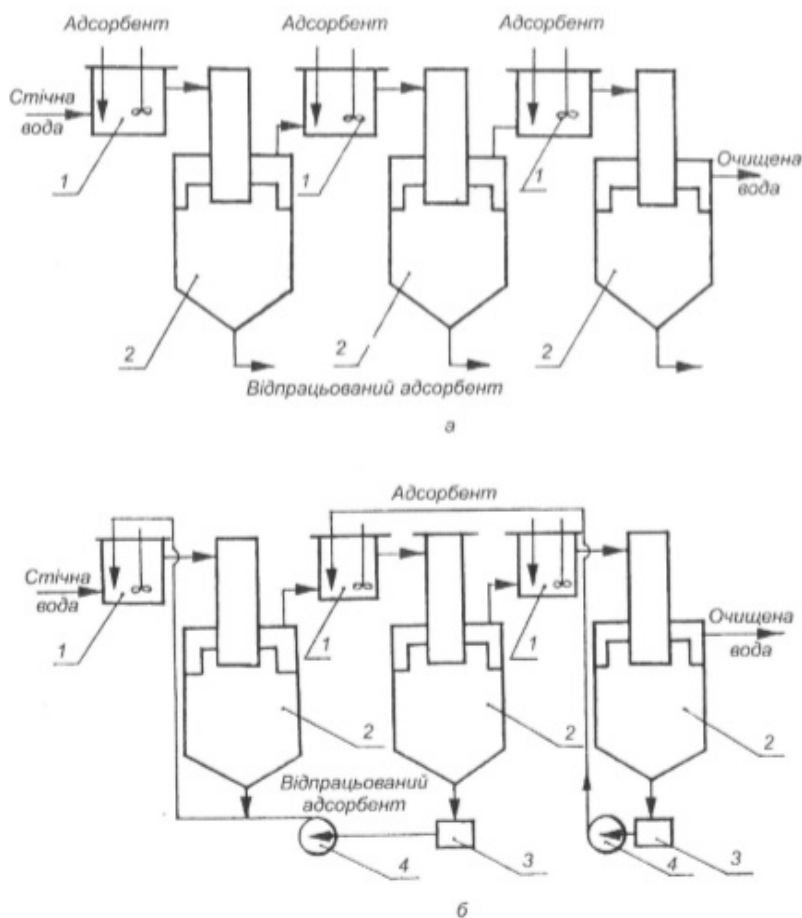 Адсорбент Адсорбент Адсорбент
Стічна
вода
1 1 1
Очищена
вода
2 2 2
Відпрацьований адсорбент
а
Адсорбент
Стічна
вода
1 1 1
Очищена
вода
2 2 2
Відпрацьований
адсорбент
4 3 4 3
б